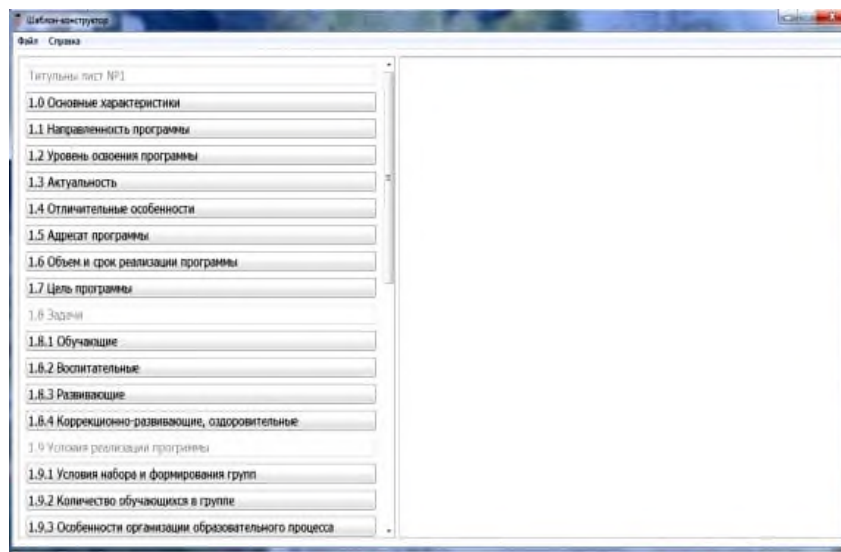 Шаблон-конструктор
Файл Справка
Титульны лист №1
1.0 Основные характеристики
1.1 Направленность программы
1.2 Уровень освоения программы
1.3 Актуальность
1.4 Отличительные особенности
1.5 Адресат программы
1.6 Объем и срок реализации программы
1.7 Цель программы
1.8 Задачи
1.8.1 Обучающие
1.8.2 Воспитательные
1.8.3 Развивающие
1.8.4 Коррекционно-развивающие, оздоровительные
1.9 Условия реализации программы
1.9.1 Условия набора и формирования групп
1.9.2 Количество обучающихся в группе
1.9.3 Особенности организации образовательного процесса